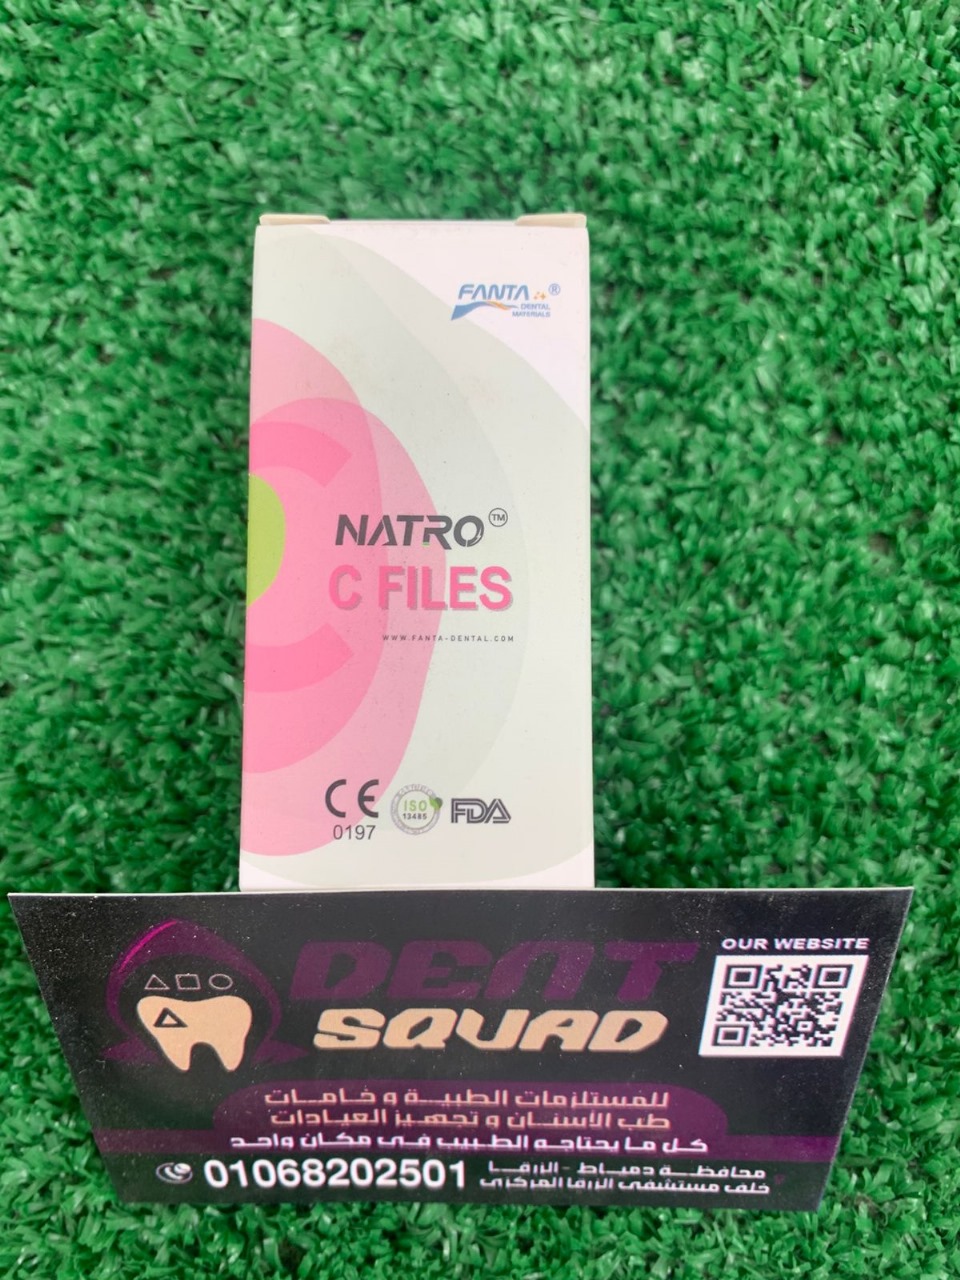 FANTA ®
DENTAL
MATERIALS
NATRO™
C FILES
WWW.FANTA-DENTAL.COM
CE
0197
ISO
13485
FDA
OUR WEBSITE
DENT
SQUAD
للمستلزمات الطبية و خامات
طب الاسنان و تجهيز العيادات
كل ما يحتاجه الطبيب في مكان واحد
محافظة دمياط - الزرقا
خلف مستشفى الزرقا المركزي
01068202501